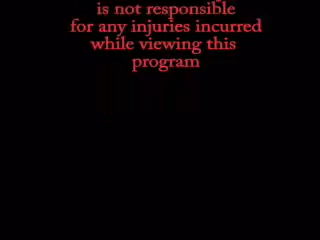 is not responsible
for any injuries incurred
while viewing this
program